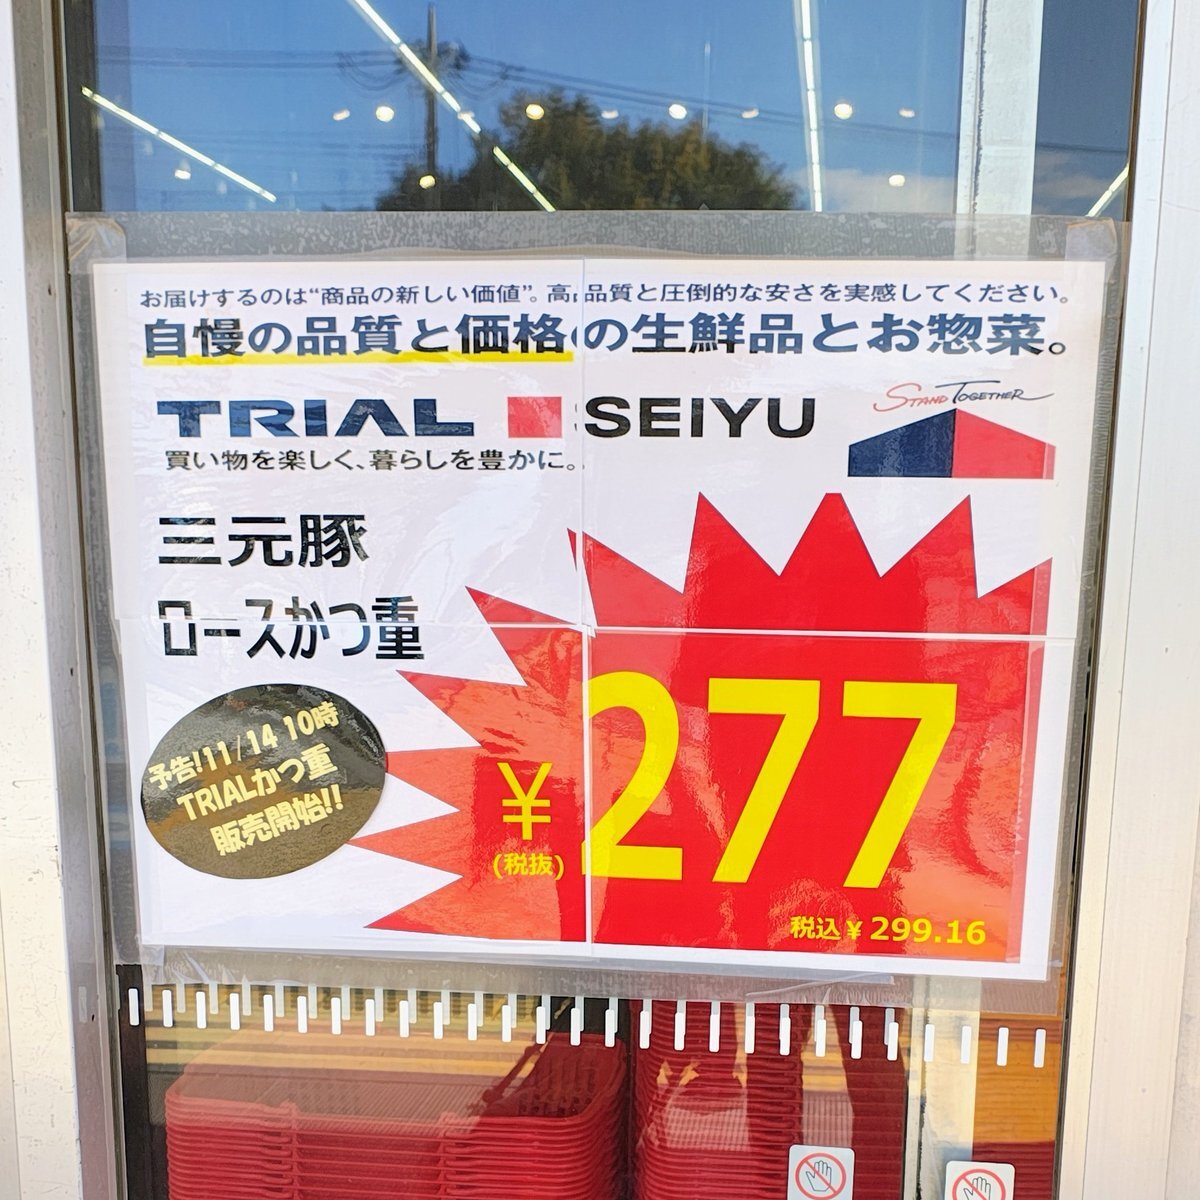 お届けするのは“商品の新しい価値”。高品質と圧倒的な安さを実感してください。
自慢の品質と価格の生鮮品とお惣菜。
TRIAL SEIYU
STAND TOGETHER
買い物を楽しく、暮らしを豊かに。
三元豚
ロースかつ重
予告!11/14 10時
TRIALかつ重
販売開始!!
¥277
(税抜)
税込¥299.16